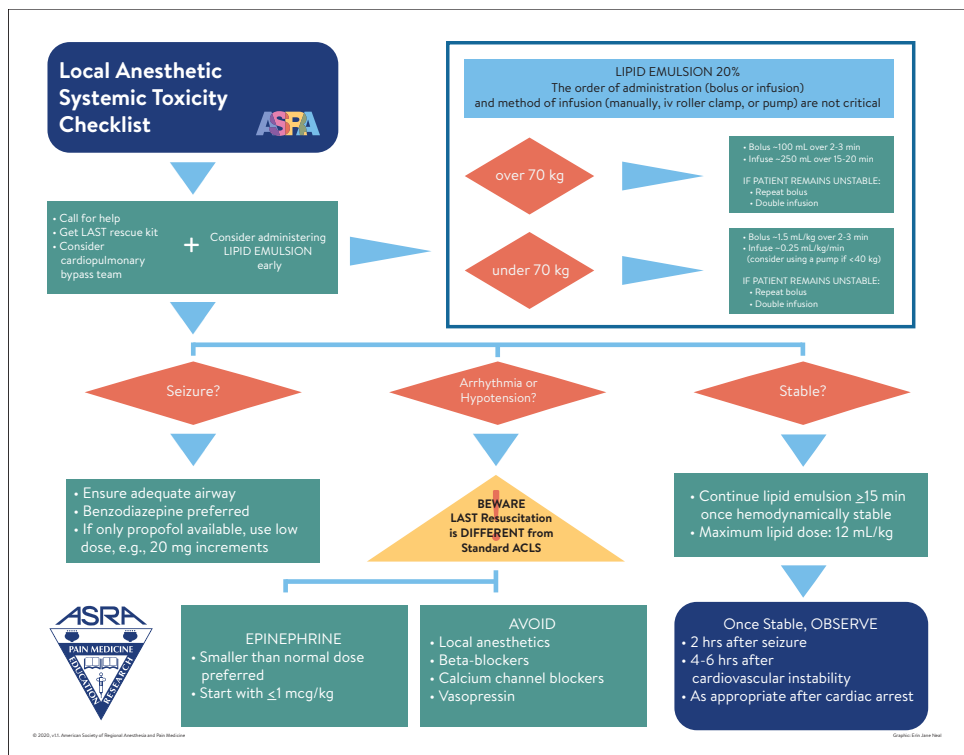 Local Anesthetic
Systemic Toxicity
Checklist
ASRA
• Call for help
• Get LAST rescue kit
• Consider
cardiopulmonary
bypass team
+
Consider administering
LIPID EMULSION
early
LIPID EMULSION 20%
The order of administration (bolus or infusion)
and method of infusion (manually, iv roller clamp, or pump) are not critical
over 70 kg
• Bolus ~100 mL over 2-3 min
• Infuse ~250 mL over 15-20 min
IF PATIENT REMAINS UNSTABLE:
• Repeat bolus
• Double infusion
under 70 kg
• Bolus ~1.5 mL/kg over 2-3 min
• Infuse ~0.25 mL/kg/min
(consider using a pump if <40 kg)
IF PATIENT REMAINS UNSTABLE:
• Repeat bolus
• Double infusion
Seizure?
Arrhythmia or
Hypotension?
Stable?
• Ensure adequate airway
• Benzodiazepine preferred
• If only propofol available, use low
dose, e.g., 20 mg increments
!
BEWARE
LAST Resuscitation
is DIFFERENT from
Standard ACLS
• Continue lipid emulsion ≥15 min
once hemodynamically stable
• Maximum lipid dose: 12 mL/kg
EPINEPHRINE
• Smaller than normal dose
preferred
• Start with ≤1 mcg/kg
AVOID
• Local anesthetics
• Beta-blockers
• Calcium channel blockers
• Vasopressin
Once Stable, OBSERVE
• 2 hrs after seizure
• 4-6 hrs after
cardiovascular instability
• As appropriate after cardiac arrest
ASRA
PAIN MEDICINE
EDUCATION
RESEARCH
© 2020, v1.1. American Society of Regional Anesthesia and Pain Medicine
Graphic: Erin Jane Neal